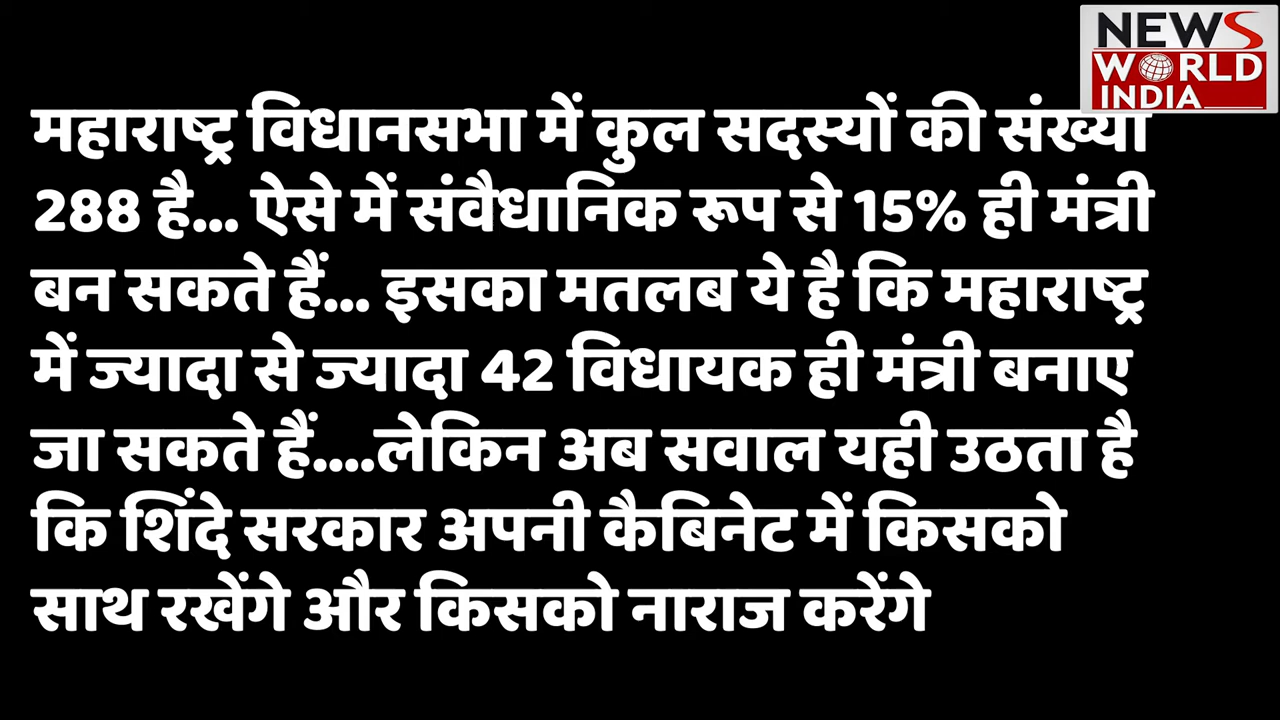 NEWS
WORLD
INDIA
महाराष्ट्र विधानसभा में कुल सदस्यों की संख्या
288 है... ऐसे में संवैधानिक रूप से 15% ही मंत्री
बन सकते हैं... इसका मतलब ये है कि महाराष्ट्र
में ज्यादा से ज्यादा 42 विधायक ही मंत्री बनाए
जा सकते हैं....लेकिन अब सवाल यही उठता है
कि शिंदे सरकार अपनी कैबिनेट में किसको
साथ रखेंगे और किसको नाराज करेंगे